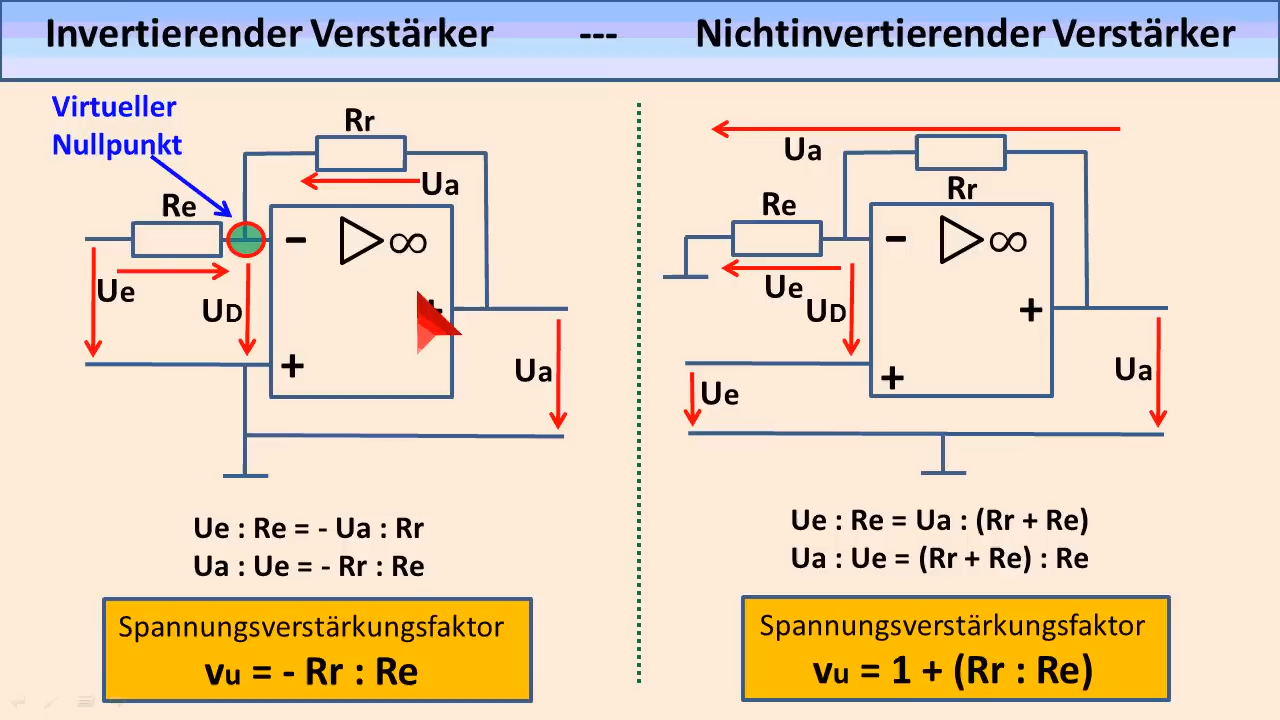 Invertierender Verstärker --- Nichtinvertierender Verstärker
Virtueller
Nullpunkt
Rr
Ua
Re
Ue
UD
-
∞
+
+
Ua
Ue : Re = - Ua : Rr
Ua : Ue = - Rr : Re
Spannungsverstärkungsfaktor
vu = - Rr : Re
Ua
Rr
Re
Ue
UD
-
∞
+
+
Ue
Ua
Ue : Re = Ua : (Rr + Re)
Ua : Ue = (Rr + Re) : Re
Spannungsverstärkungsfaktor
vu = 1 + (Rr : Re)